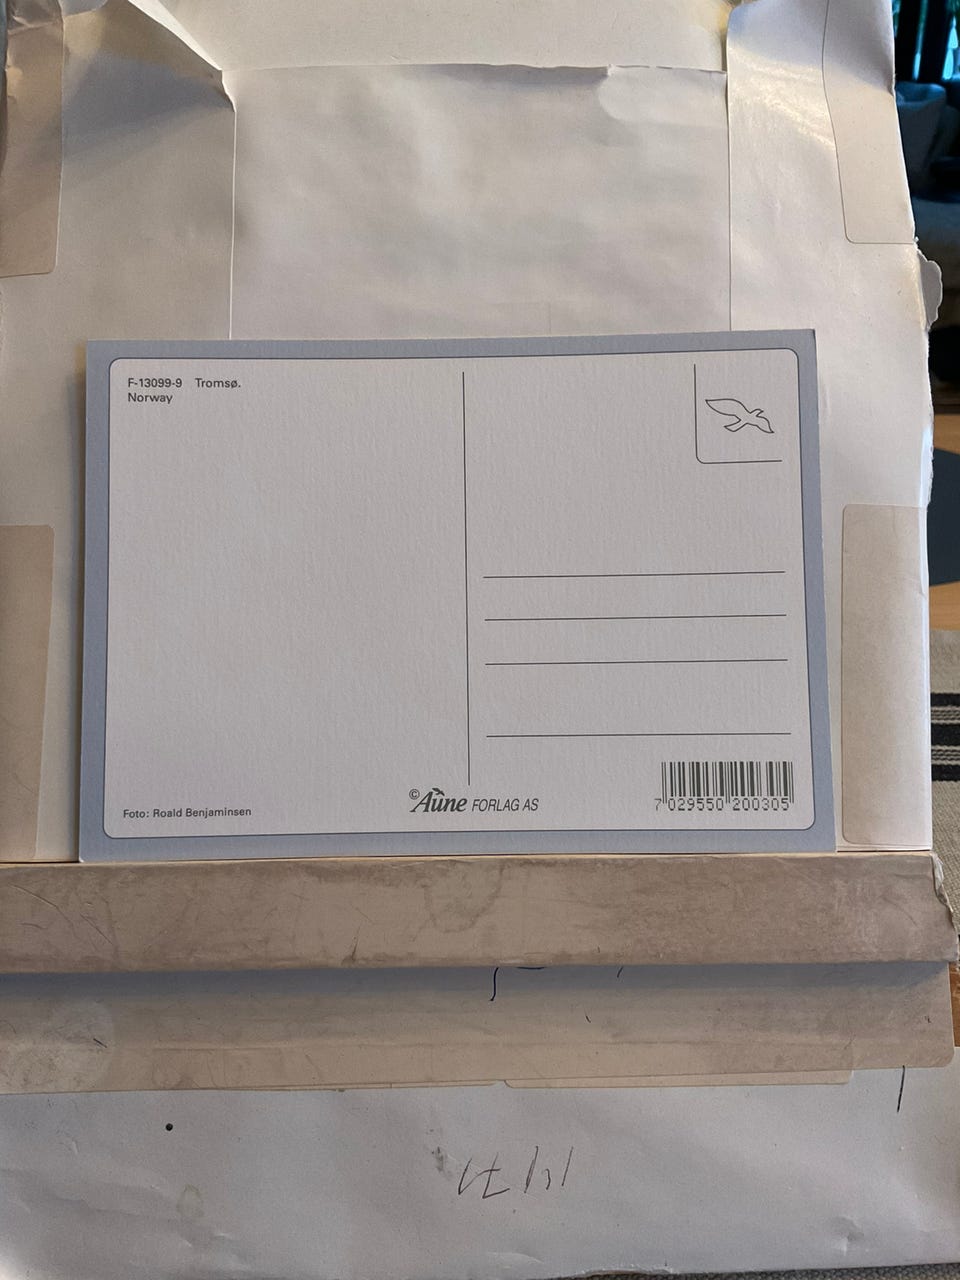 F-13099-9 Tromsø.
Norway
Foto: Roald Benjaminsen
© Aune FORLAG AS
7 029550 200305